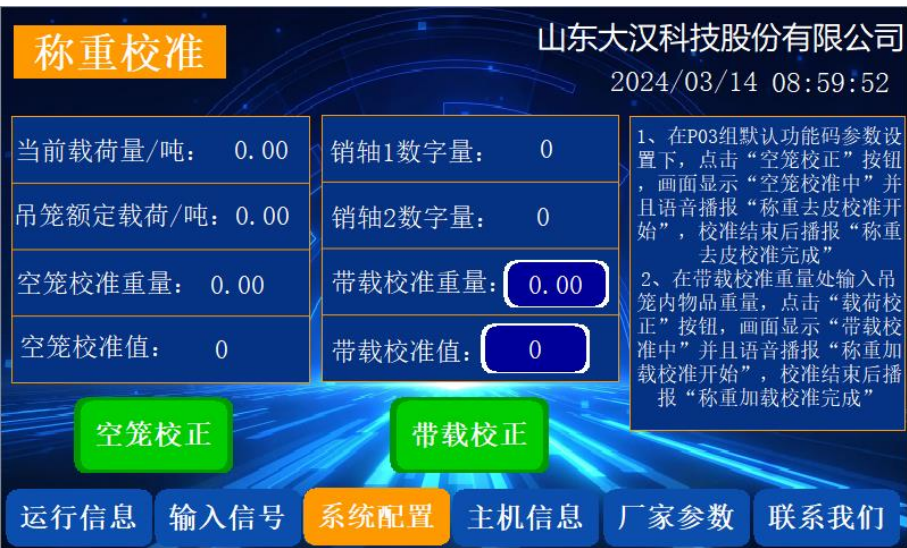 称重校准
山东大汉科技股份有限公司
2024/03/14 08:59:52
当前载荷量/吨： 0.00
吊笼额定载荷/吨：0.00
空笼校准重量： 0.00
空笼校准值： 0
销轴1数字量： 0
销轴2数字量： 0
带载校准重量： 0.00
带载校准值： 0
1、在P03组默认功能码参数设
置下，点击“空笼校正”按钮
，画面显示“空笼校准中”并
且语音播报“称重去皮校准开
始”，校准结束后播报“称重
去皮校准完成”
2、在带载校准重量处输入吊
笼内物品重量，点击“载荷校
正”按钮，画面显示“带载校
准中”并且语音播报“称重加
载校准开始”，校准结束后播
报“称重加载校准完成”
空笼校正
带载校正
运行信息
输入信号
系统配置
主机信息
厂家参数
联系我们